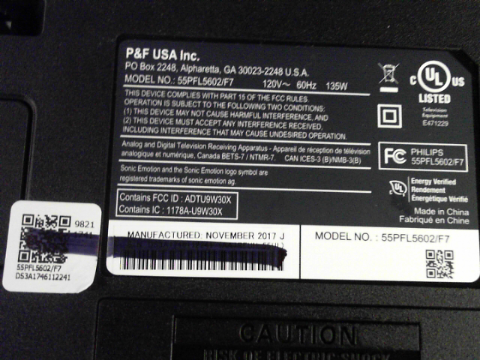 P&F USA Inc.
PO Box 2248, Alpharetta, GA 30023-2248 U.S.A.
MODEL NO.: 55PFL5602/F7 120V~ 60Hz 135W
THIS DEVICE COMPLIES WITH PART 15 OF THE FCC RULES.
OPERATION IS SUBJECT TO THE FOLLOWING TWO CONDITIONS:
(1) THIS DEVICE MAY NOT CAUSE HARMFUL INTERFERENCE, AND
(2) THIS DEVICE MUST ACCEPT ANY INTERFERENCE RECEIVED,
INCLUDING INTERFERENCE THAT MAY CAUSE UNDESIRED OPERATION.
Analog and Digital Television Receiving Apparatus - Appareil de réception de télévision
analogique et numérique, Canada BETS-7 / NTMR-7. CAN ICES-3 (B)/NMB-3(B)
Sonic Emotion and the Sonic Emotion logo symbol are
registered trademarks of sonic emotion ag.
Contains FCC ID : ADTU9W30X
Contains IC : 1178A-U9W30X
C UL US
LISTED
Television
Equipment
E471229
FC PHILIPS
55PFL5602/F7
UL Energy Verified
Rendement
Énergétique Vérifié
Made in China
Fabriqué en Chine
MANUFACTURED: NOVEMBER 2017 J
MODEL NO. : 55PFL5602/F7
9821
55PFL5602/F7
DS3A1746112241
CAUTION